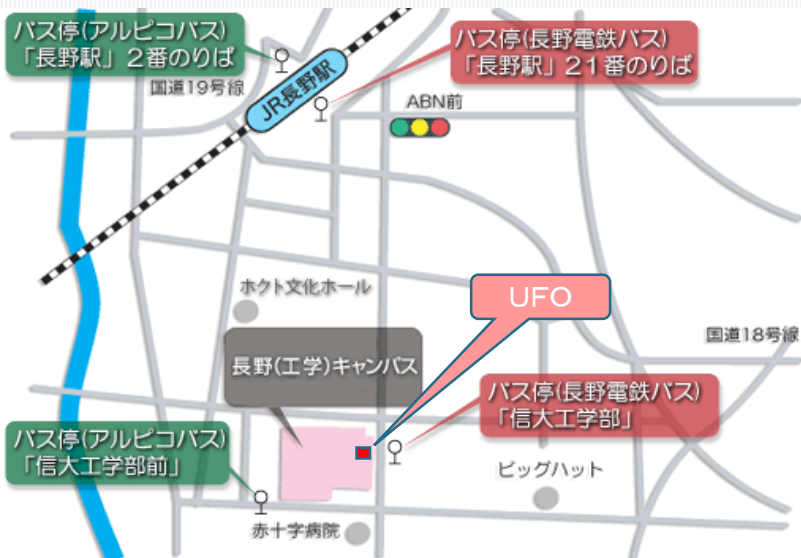 バス停(アルピコバス)
「長野駅」2番のりば
国道19号線
JR長野駅
バス停(長野電鉄バス)
「長野駅」21番のりば
ABN前
ホクト文化ホール
UFO
国道18号線
長野(工学)キャンパス
バス停(長野電鉄バス)
「信大工学部」
バス停(アルピコバス)
「信大工学部前」
ビッグハット
赤十字病院